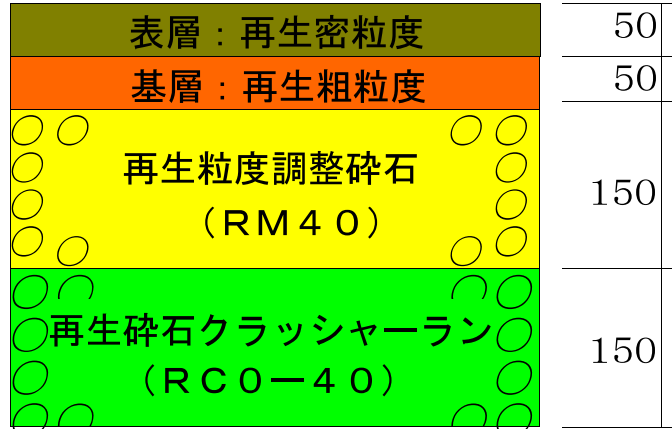 表層：再生密粒度
50
基層：再生粗粒度
50
再生粒度調整砕石
（ＲＭ４０）
150
再生砕石クラッシャーラン
（ＲＣ０ー４０）
150